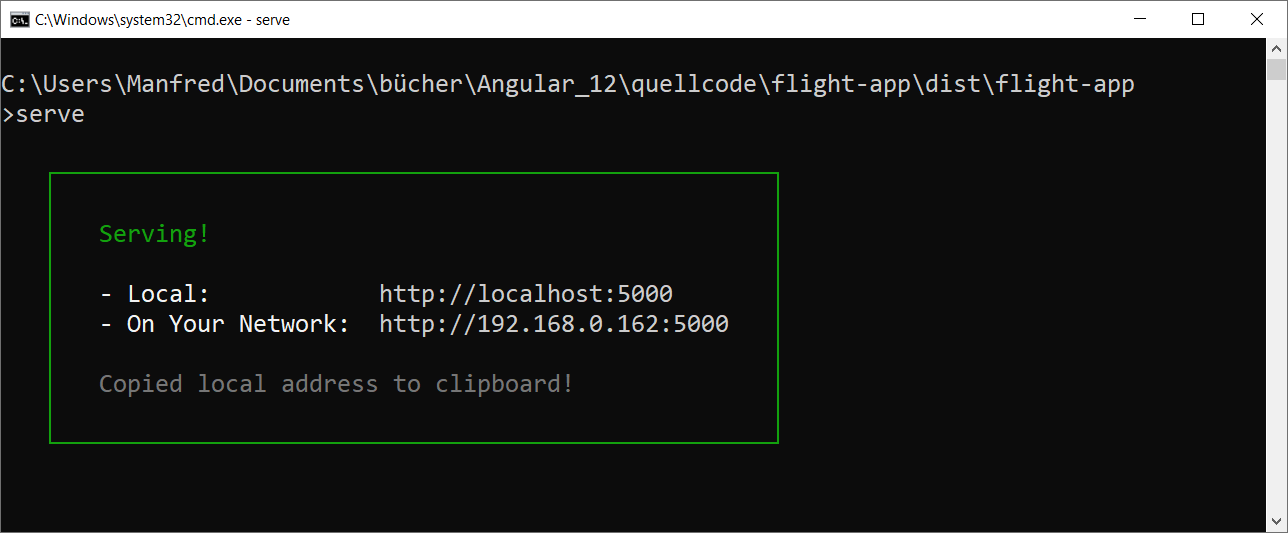 C:\Windows\system32\cmd.exe - serve
C:\Users\Manfred\Documents\bücher\Angular_12\quellcode\flight-app\dist\flight-app
>serve
Serving!
- Local: http://localhost:5000
- On Your Network: http://192.168.0.162:5000
Copied local address to clipboard!